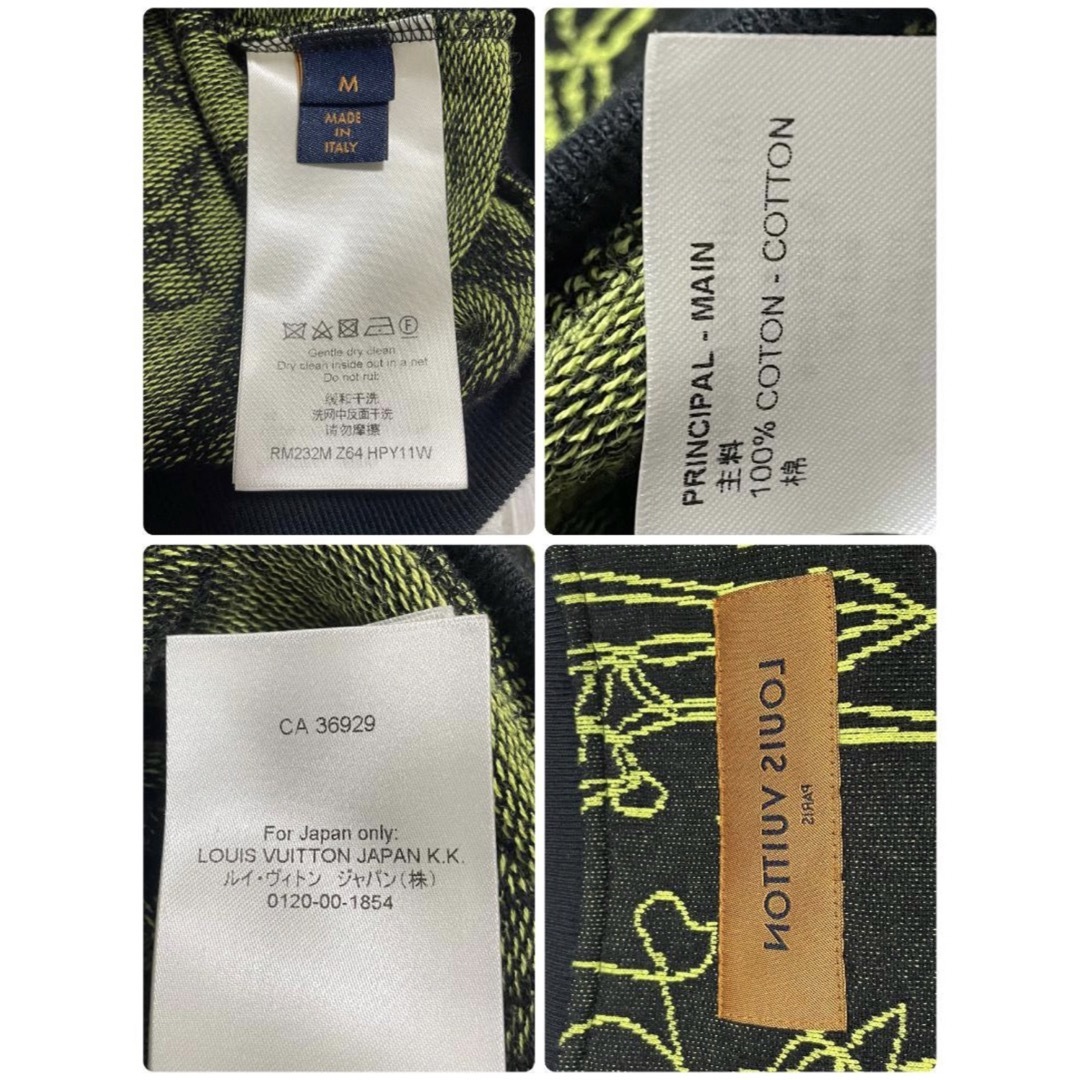 M
MADE
IN
ITALY
Gentle dry clean
Dry clean inside out in a net
Do not rub
缓和干洗
洗网中反面干洗
请勿摩擦
RM232M Z64 HPY11W
PRINCIPAL - MAIN
主料
100% COTON - COTTON
棉
CA 36929
For Japan only:
LOUIS VUITTON JAPAN K.K.
ルイ・ヴィトン ジャパン(株)
0120-00-1854
LOUIS VUITTON
PARIS